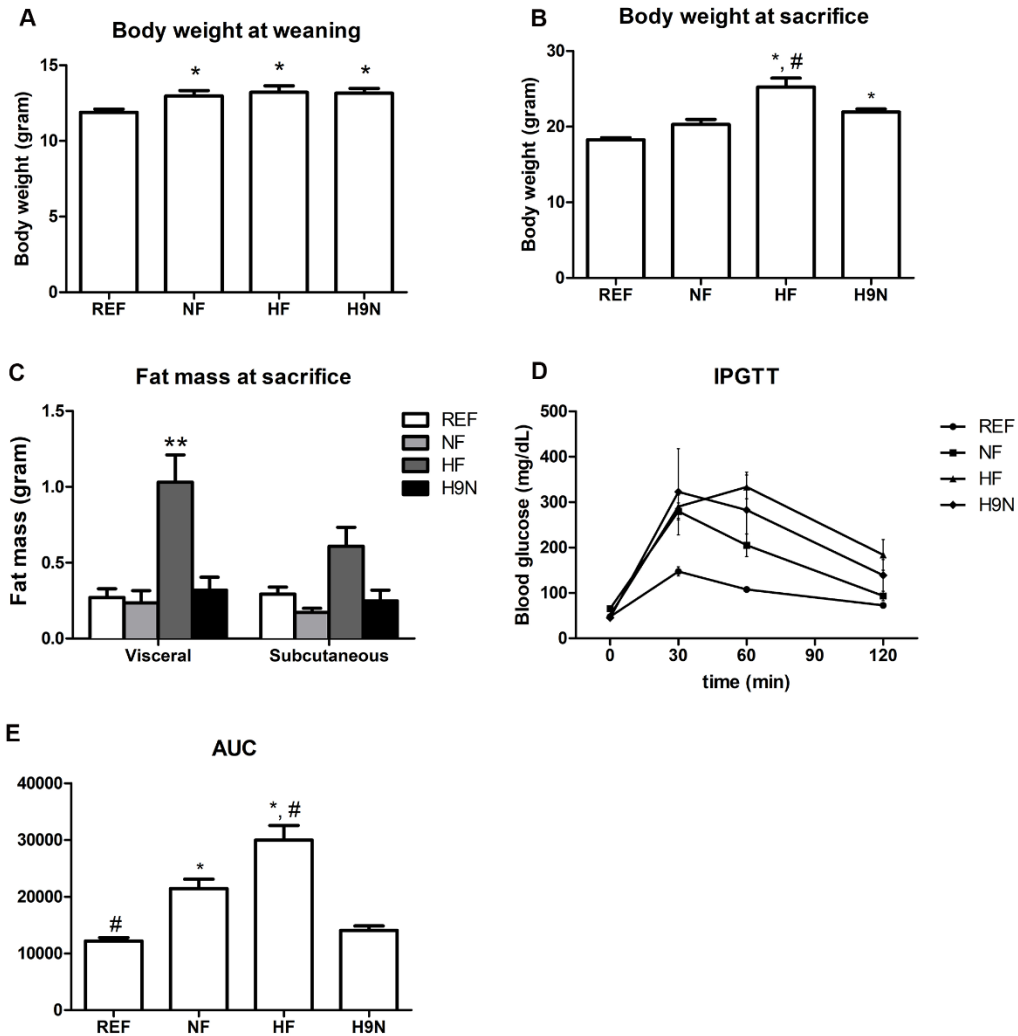 A
Body weight at weaning
Body weight (gram)
15
10
5
0
*
*
*
REF
NF
HF
H9N
B
Body weight at sacrifice
Body weight (gram)
30
20
10
0
*, #
*
REF
NF
HF
H9N
C
Fat mass at sacrifice
Fat mass (gram)
1.5
1.0
0.5
0.0
**
Visceral
Subcutaneous
REF
NF
HF
H9N
D
IPGTT
Blood glucose (mg/dL)
500
400
300
200
100
0
0
30
60
90
120
time (min)
REF
NF
HF
H9N
E
AUC
40000
30000
20000
10000
0
#
*
*, #
REF
NF
HF
H9N